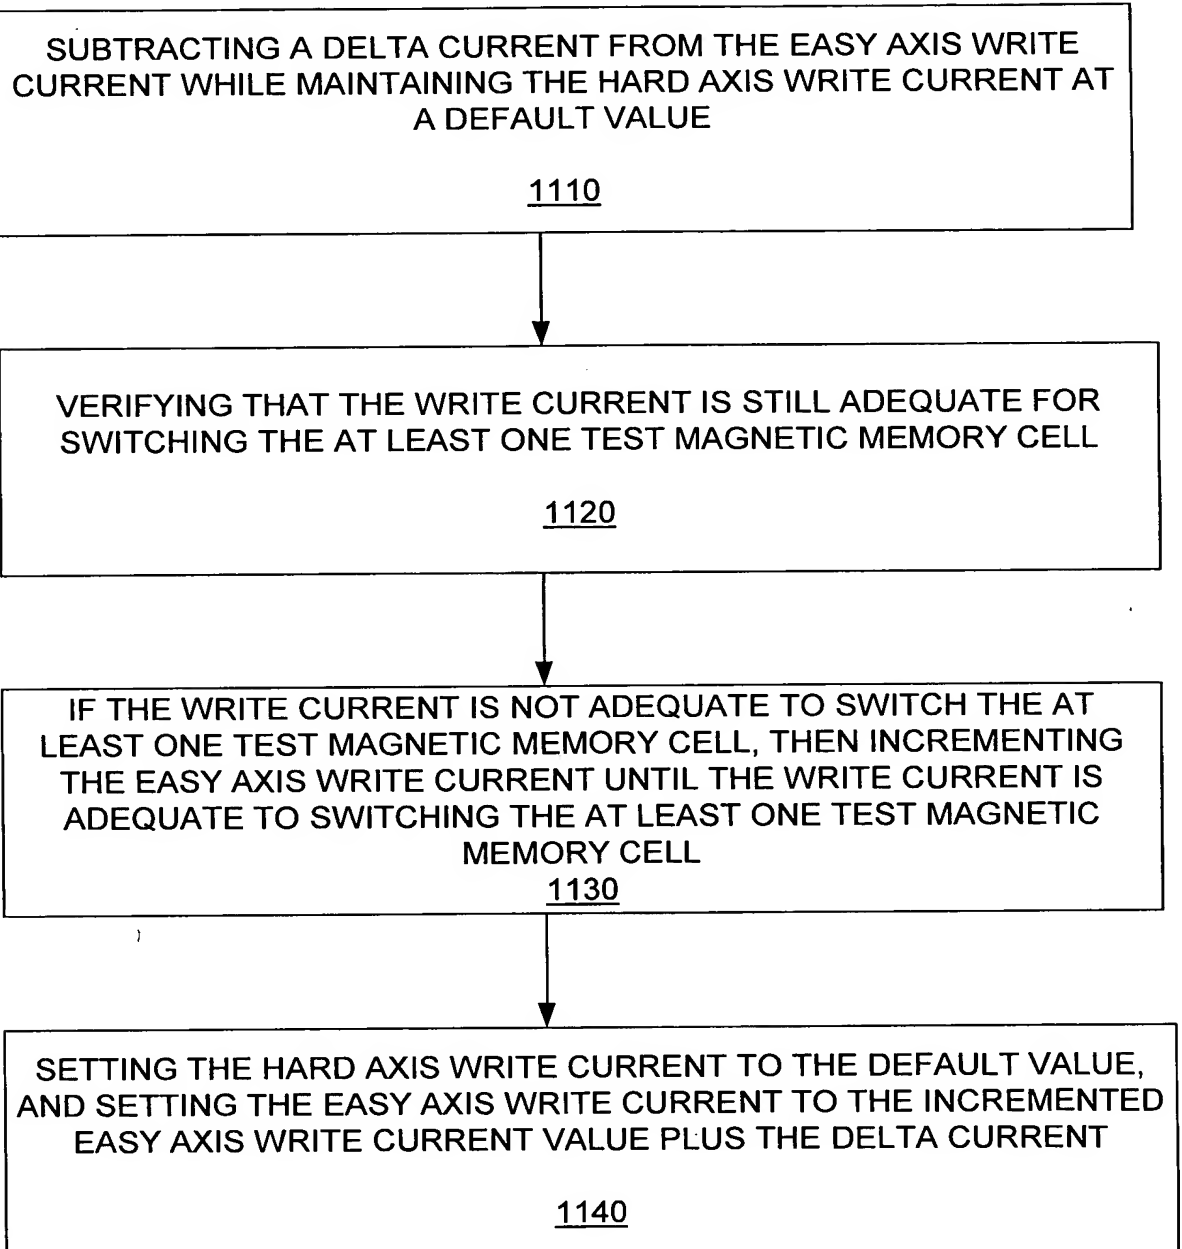 SUBTRACTING A DELTA CURRENT FROM THE EASY AXIS WRITE
CURRENT WHILE MAINTAINING THE HARD AXIS WRITE CURRENT AT
A DEFAULT VALUE
1110
VERIFYING THAT THE WRITE CURRENT IS STILL ADEQUATE FOR
SWITCHING THE AT LEAST ONE TEST MAGNETIC MEMORY CELL
1120
IF THE WRITE CURRENT IS NOT ADEQUATE TO SWITCH THE AT
LEAST ONE TEST MAGNETIC MEMORY CELL, THEN INCREMENTING
THE EASY AXIS WRITE CURRENT UNTIL THE WRITE CURRENT IS
ADEQUATE TO SWITCHING THE AT LEAST ONE TEST MAGNETIC
MEMORY CELL
1130
SETTING THE HARD AXIS WRITE CURRENT TO THE DEFAULT VALUE,
AND SETTING THE EASY AXIS WRITE CURRENT TO THE INCREMENTED
EASY AXIS WRITE CURRENT VALUE PLUS THE DELTA CURRENT
1140